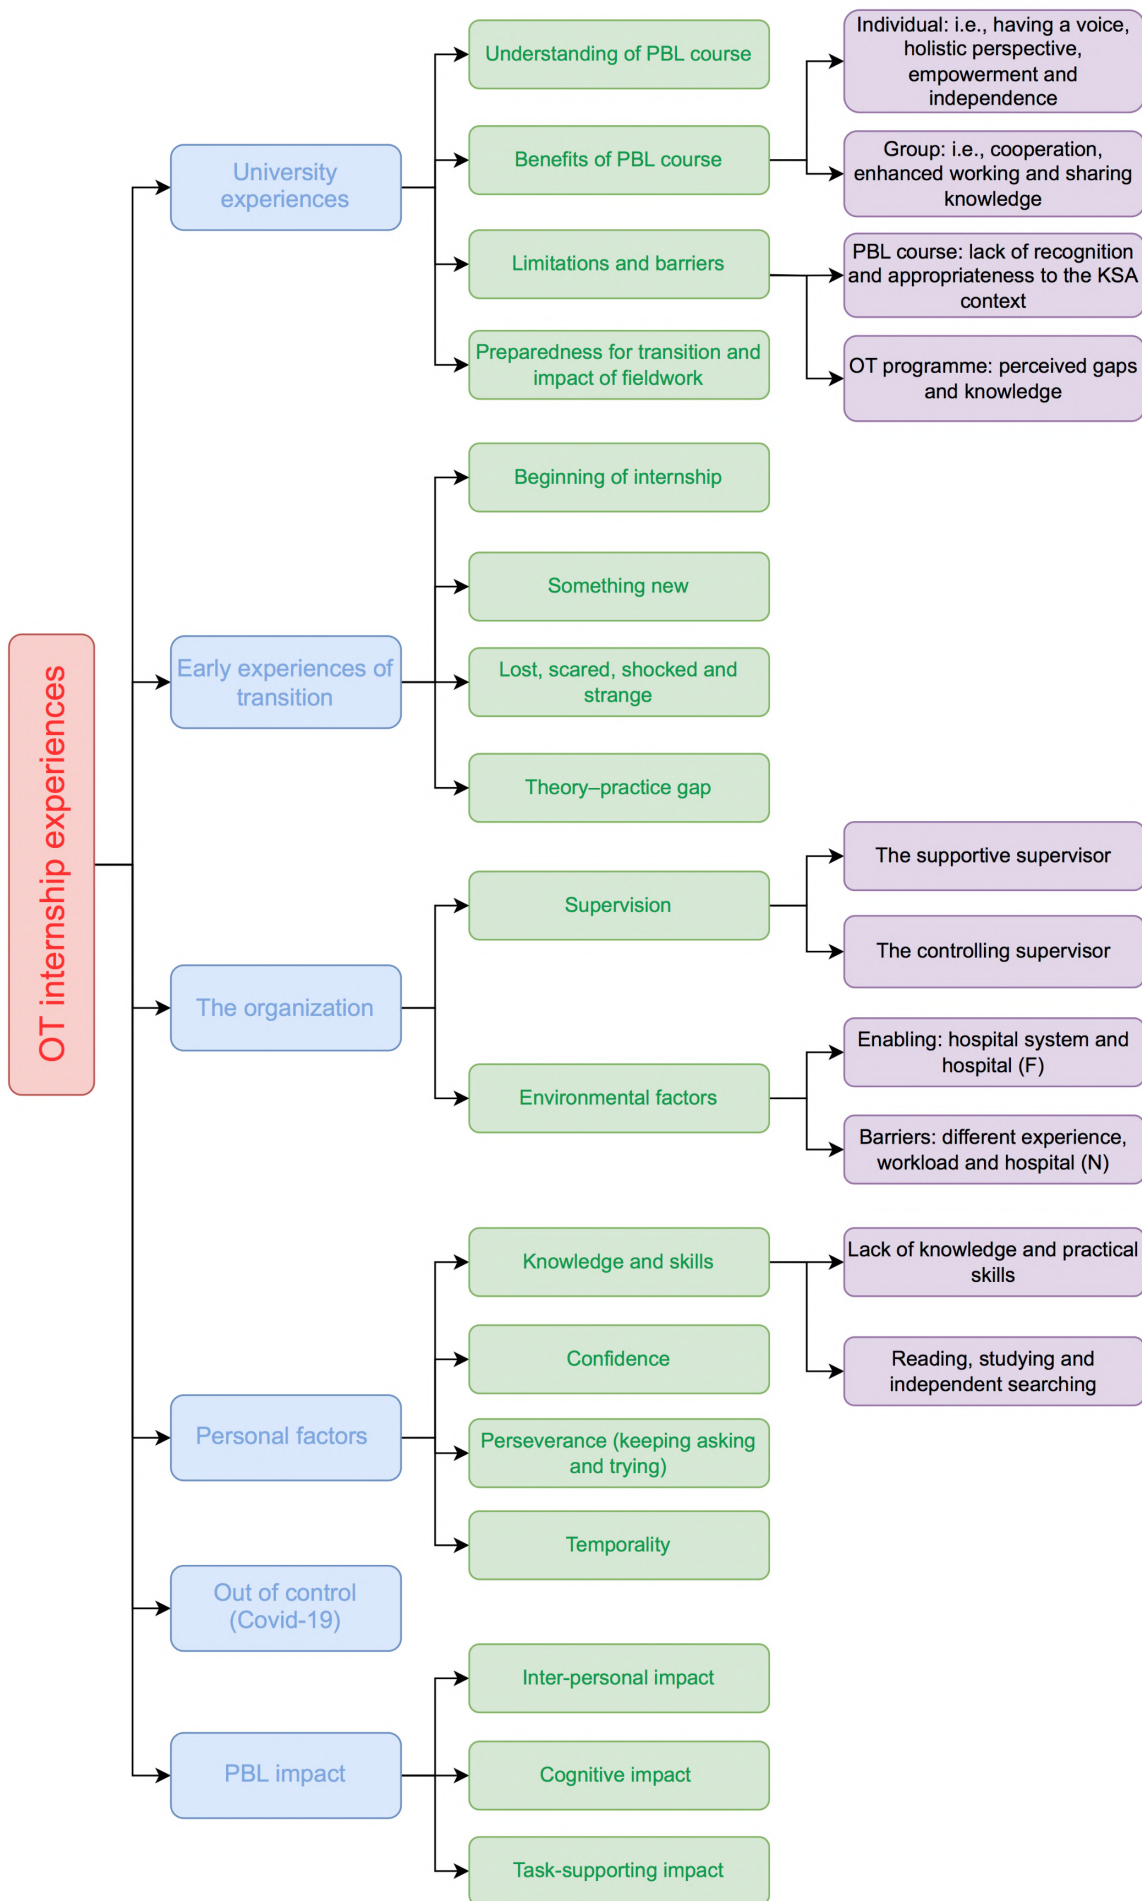 OT internship experiences
University
experiences
Understanding of PBL course
Benefits of PBL course
Individual: i.e., having a voice,
holistic perspective,
empowerment and
independence
Group: i.e., cooperation,
enhanced working and sharing
knowledge
Limitations and barriers
PBL course: lack of recognition
and appropriateness to the KSA
context
OT programme: perceived gaps
and knowledge
Preparedness for transition and
impact of fieldwork
Early experiences of
transition
Beginning of internship
Something new
Lost, scared, shocked and
strange
Theory–practice gap
The organization
Supervision
The supportive supervisor
The controlling supervisor
Environmental factors
Enabling: hospital system and
hospital (F)
Barriers: different experience,
workload and hospital (N)
Personal factors
Knowledge and skills
Lack of knowledge and practical
skills
Reading, studying and
independent searching
Confidence
Perseverance (keeping asking
and trying)
Temporality
Out of control
(Covid-19)
PBL impact
Inter-personal impact
Cognitive impact
Task-supporting impact